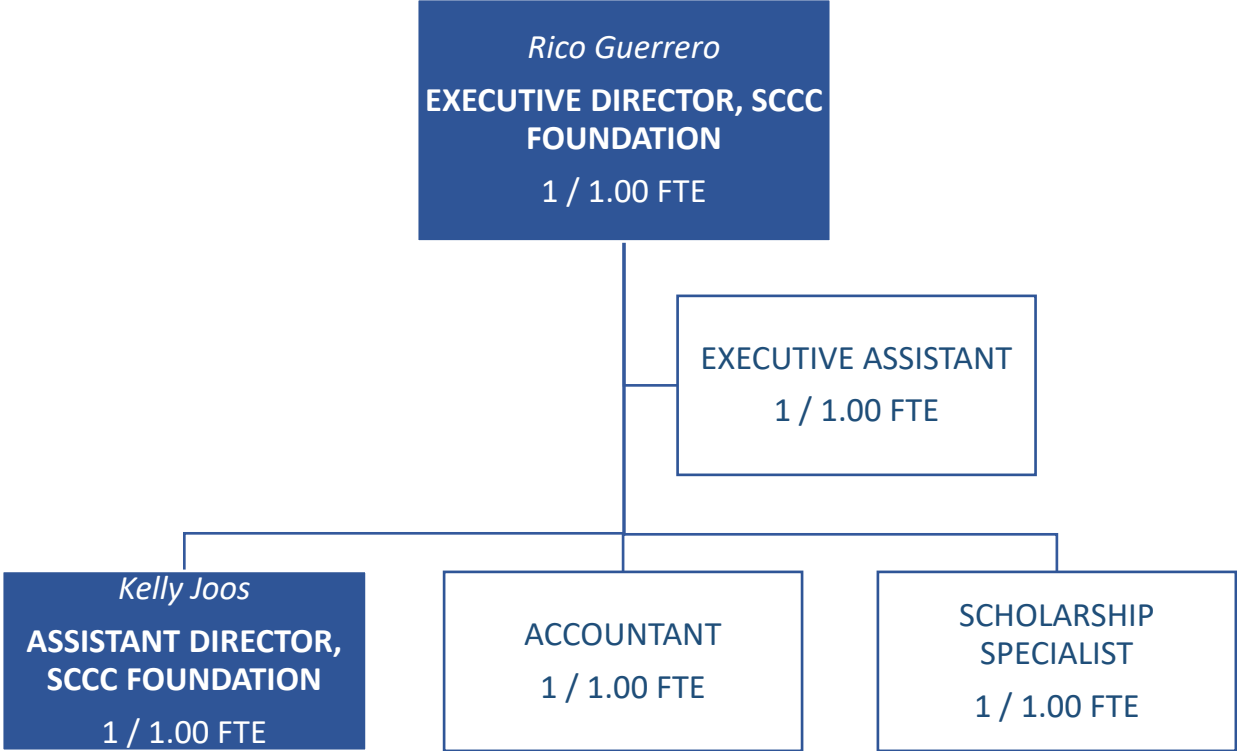 Rico Guerrero
EXECUTIVE DIRECTOR, SCCC
FOUNDATION
1 / 1.00 FTE
EXECUTIVE ASSISTANT
1 / 1.00 FTE
Kelly Joos
ASSISTANT DIRECTOR,
SCCC FOUNDATION
1 / 1.00 FTE
ACCOUNTANT
1 / 1.00 FTE
SCHOLARSHIP
SPECIALIST
1 / 1.00 FTE